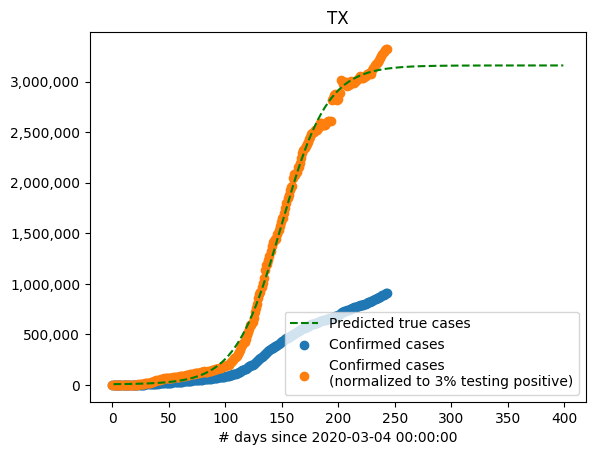 TX
3,000,000
2,500,000
2,000,000
1,500,000
1,000,000
500,000
0
Predicted true cases
Confirmed cases
Confirmed cases
(normalized to 3% testing positive)
0 50 100 150 200 250 300 350 400
# days since 2020-03-04 00:00:00